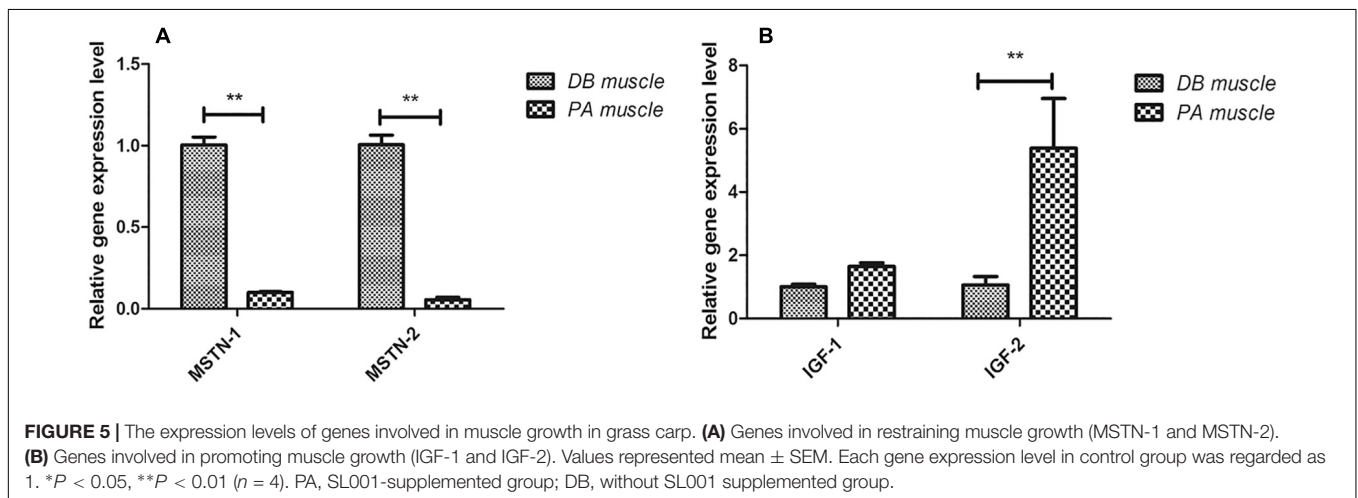 A
Relative gene expression level
1.5
1.0
0.5
0.0
**
**
DB muscle
PA muscle
MSTN-1
MSTN-2
B
Relative gene expression level
8
6
4
2
0
**
DB muscle
PA muscle
IGF-1
IGF-2
FIGURE 5 | The expression levels of genes involved in muscle growth in grass carp. (A) Genes involved in restraining muscle growth (MSTN-1 and MSTN-2).
(B) Genes involved in promoting muscle growth (IGF-1 and IGF-2). Values represented mean ± SEM. Each gene expression level in control group was regarded as
1. *P < 0.05, **P < 0.01 (n = 4). PA, SL001-supplemented group; DB, without SL001 supplemented group.